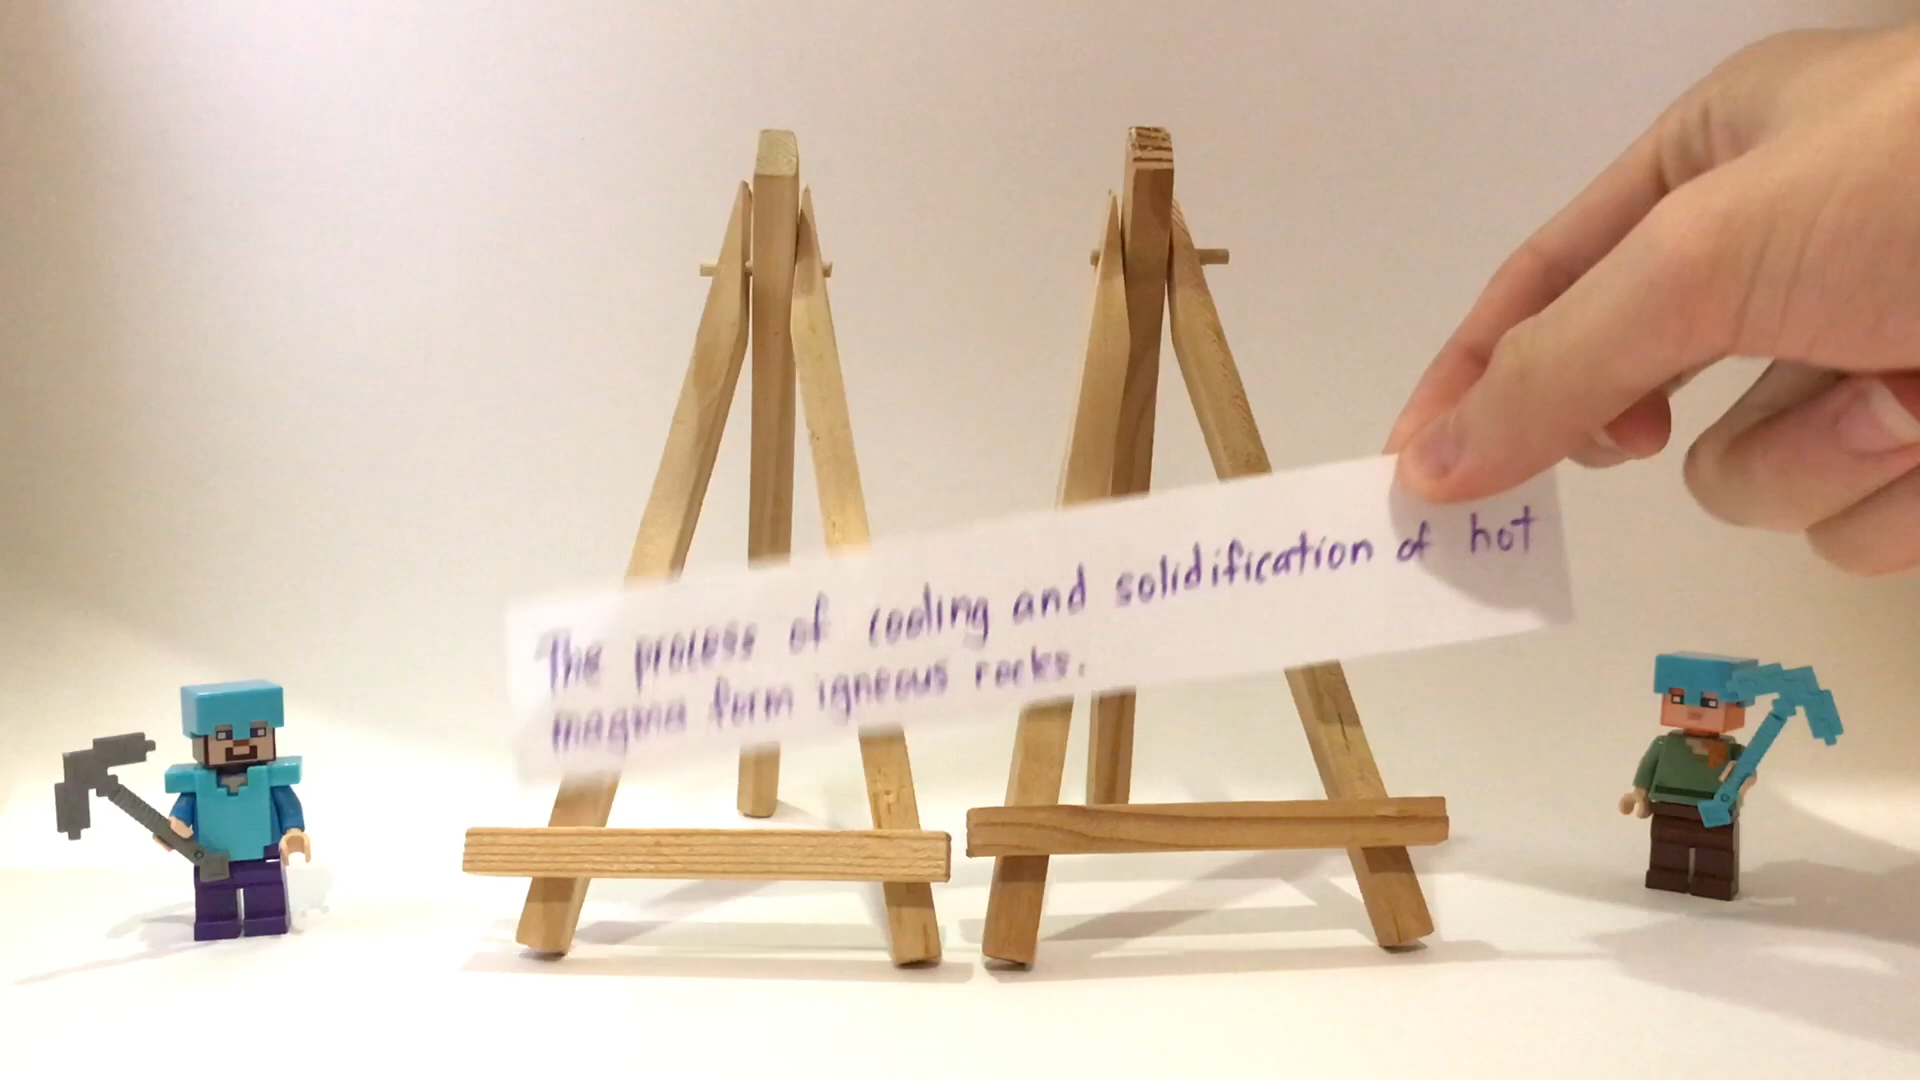 The process of cooling and solidification of hot
magma form igneous rocks.